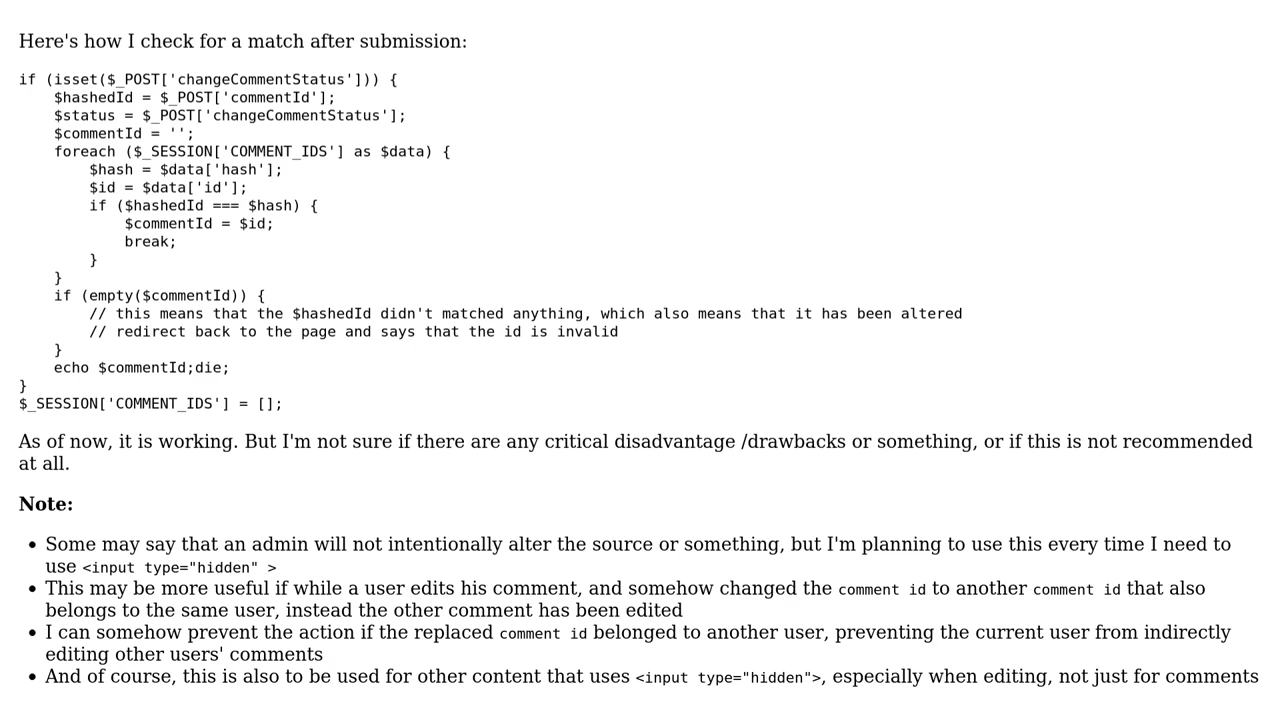 Here's how I check for a match after submission:
if (isset($_POST['changeCommentStatus'])) {
    $hashedId = $_POST['commentId'];
    $status = $_POST['changeCommentStatus'];
    $commentId = '';
    foreach ($_SESSION['COMMENT_IDS'] as $data) {
        $hash = $data['hash'];
        $id = $data['id'];
        if ($hashedId === $hash) {
            $commentId = $id;
            break;
        }
    }
    if (empty($commentId)) {
        // this means that the $hashedId didn't matched anything, which also means that it has been altered
        // redirect back to the page and says that the id is invalid
    }
    echo $commentId;die;
}
$_SESSION['COMMENT_IDS'] = [];
As of now, it is working. But I'm not sure if there are any critical disadvantage /drawbacks or something, or if this is not recommended
at all.
Note:
• Some may say that an admin will not intentionally alter the source or something, but I'm planning to use this every time I need to
use <input type="hidden" >
• This may be more useful if while a user edits his comment, and somehow changed the comment id to another comment id that also
belongs to the same user, instead the other comment has been edited
• I can somehow prevent the action if the replaced comment id belonged to another user, preventing the current user from indirectly
editing other users' comments
• And of course, this is also to be used for other content that uses <input type="hidden">, especially when editing, not just for comments